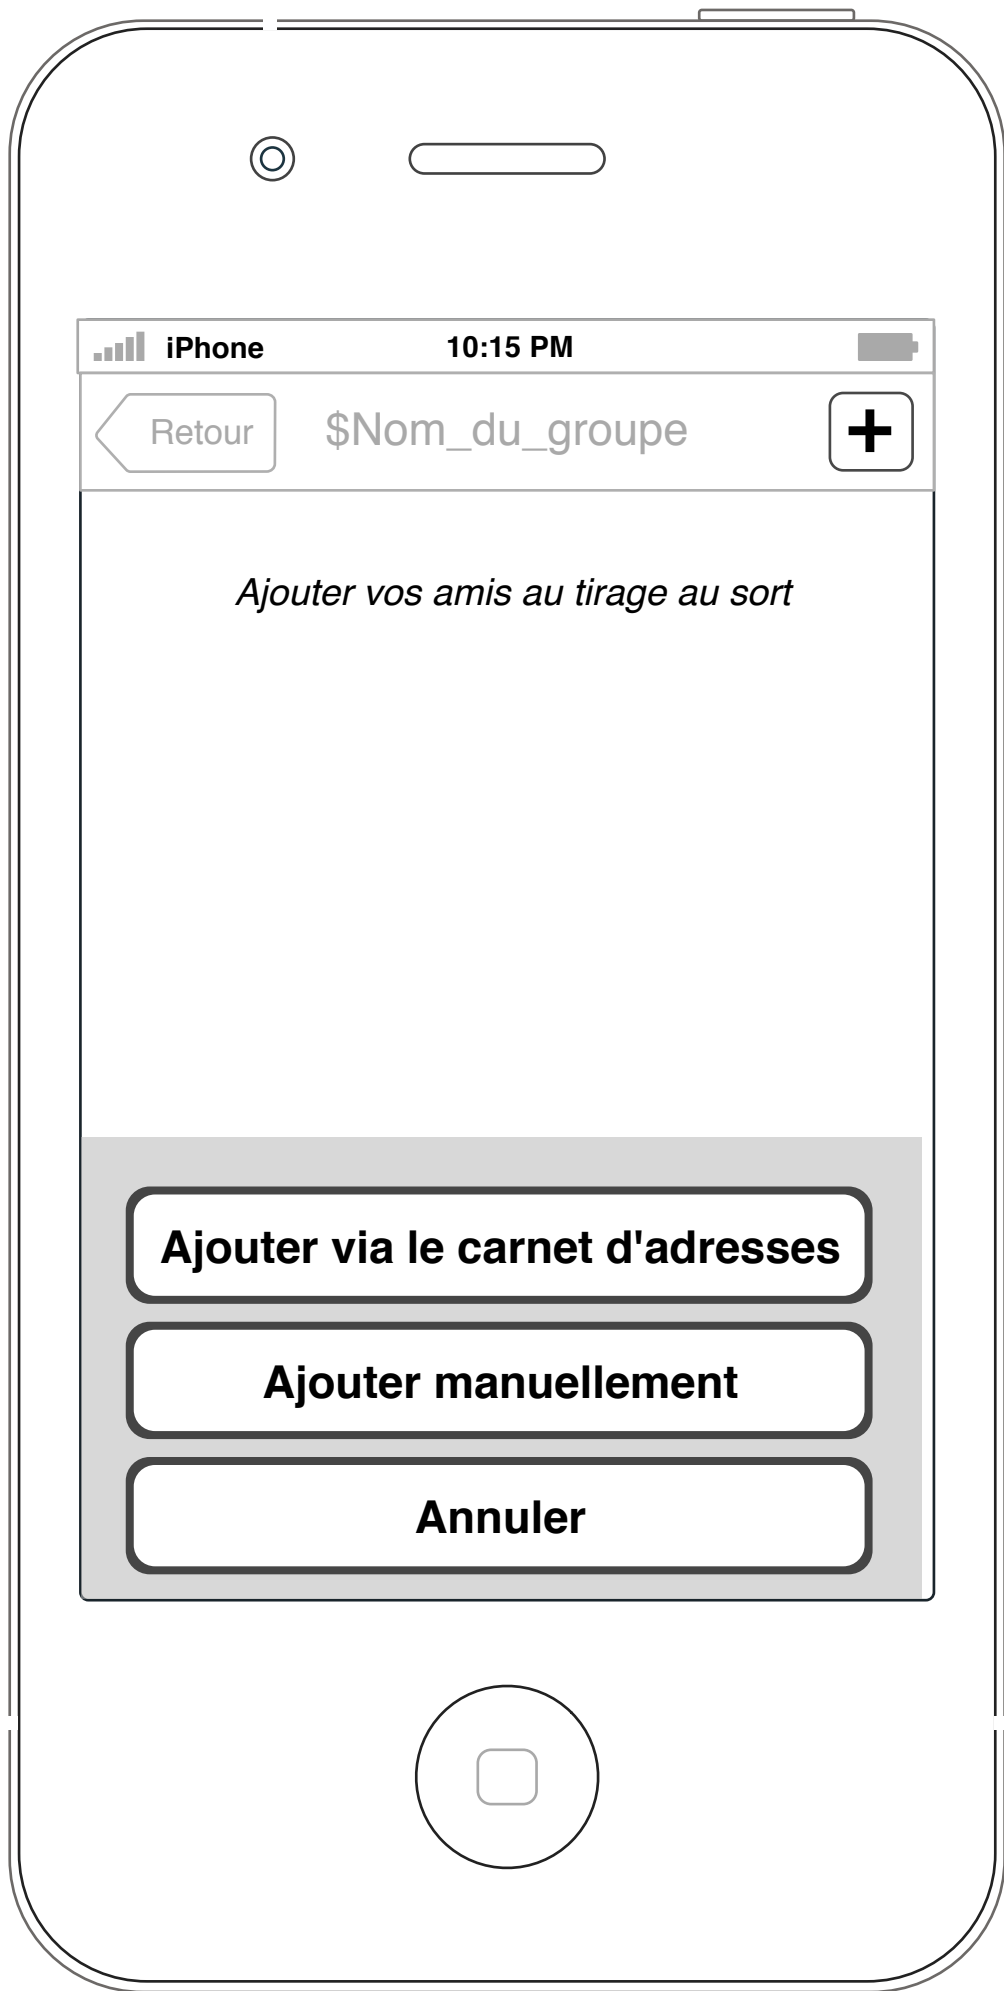 iPhone 10:15 PM
Retour $Nom_du_groupe +
Ajouter vos amis au tirage au sort
Ajouter via le carnet d'adresses
Ajouter manuellement
Annuler